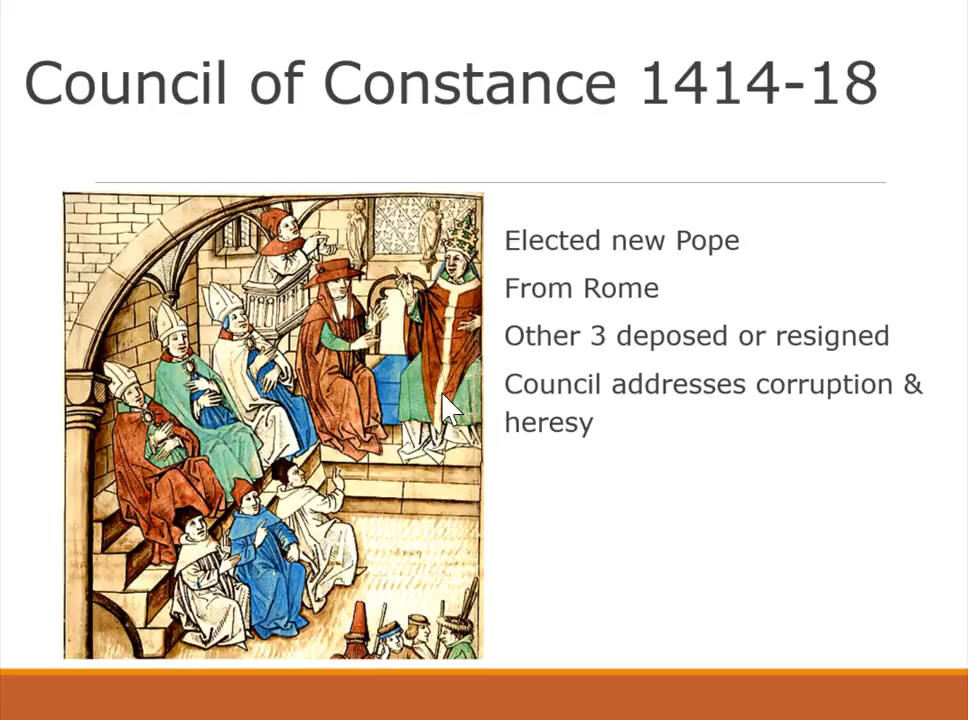 Council of Constance 1414-18
Elected new Pope
From Rome
Other 3 deposed or resigned
Council addresses corruption &
heresy